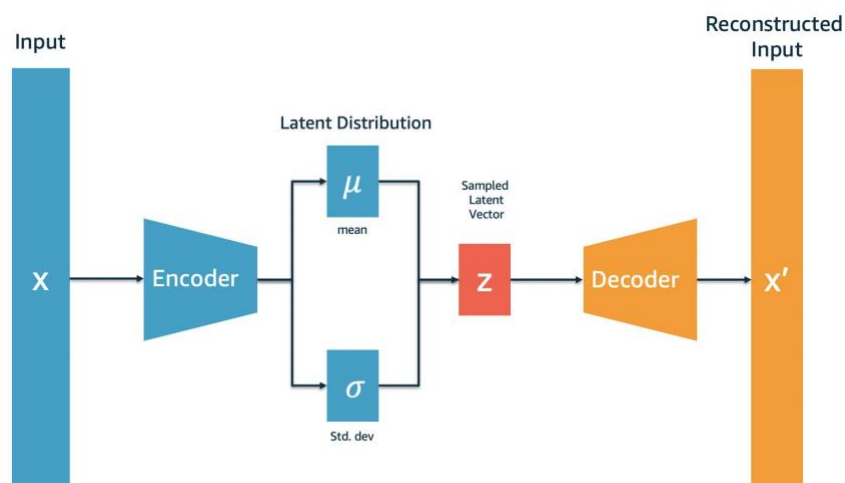 Input
X
Encoder
Latent Distribution
μ
mean
σ
Std. dev
Sampled
Latent
Vector
Z
Decoder
Reconstructed
Input
X′